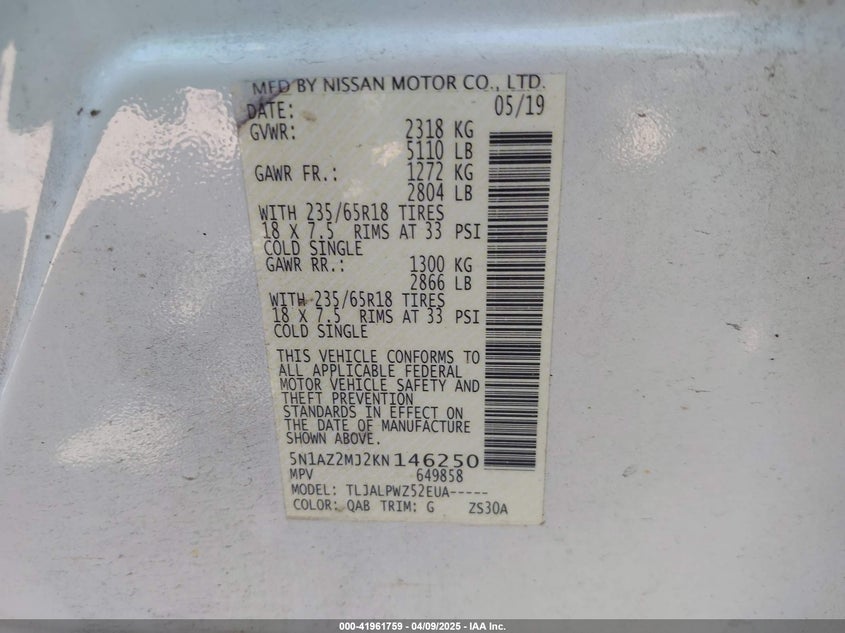 MFD BY NISSAN MOTOR CO., LTD.
DATE: 05/19
GVWR: 2318 KG
5110 LB
GAWR FR.: 1272 KG
2804 LB
WITH 235/65R18 TIRES
18 X 7.5 RIMS AT 33 PSI
COLD SINGLE
GAWR RR.: 1300 KG
2866 LB
WITH 235/65R18 TIRES
18 X 7.5 RIMS AT 33 PSI
COLD SINGLE
THIS VEHICLE CONFORMS TO
ALL APPLICABLE FEDERAL
MOTOR VEHICLE SAFETY AND
THEFT PREVENTION
STANDARDS IN EFFECT ON
THE DATE OF MANUFACTURE
SHOWN ABOVE.
5N1AZ2MJ2KN146250
MPV 649858
MODEL: TLJALPWZ52EUA-----
COLOR: QAB TRIM: G ZS30A
000-41961759 - 04/09/2025 - IAA Inc.